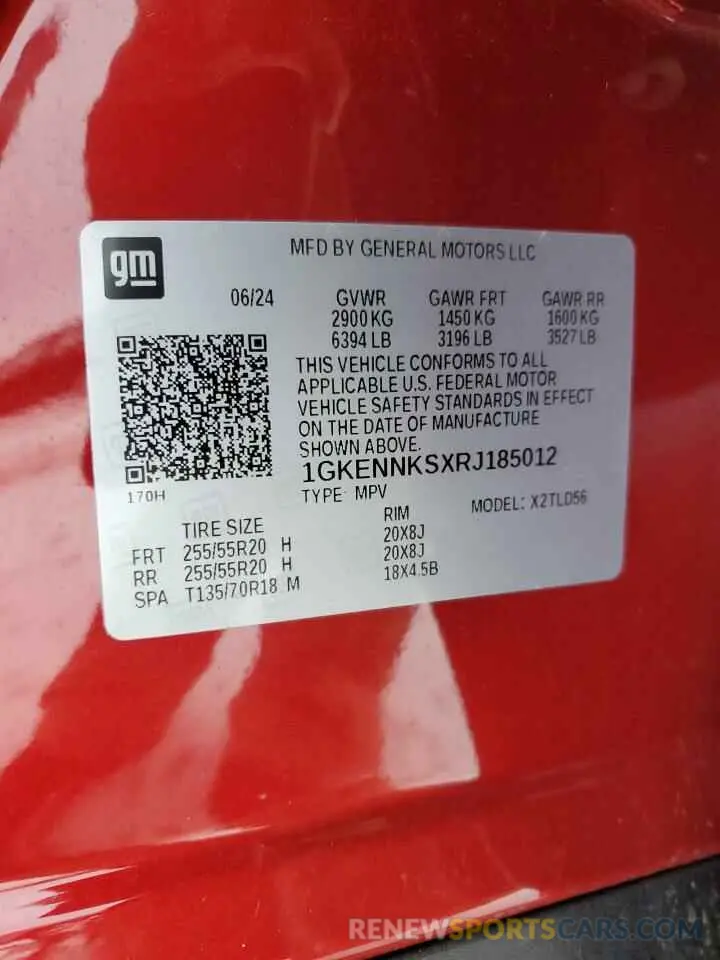 gm
MFD BY GENERAL MOTORS LLC
06/24 GVWR GAWR FRT GAWR RR
2900 KG 1450 KG 1600 KG
6394 LB 3196 LB 3527 LB
THIS VEHICLE CONFORMS TO ALL
APPLICABLE U.S. FEDERAL MOTOR
VEHICLE SAFETY STANDARDS IN EFFECT
ON THE DATE OF MANUFACTURE
SHOWN ABOVE.
1GKENNKSXRJ185012
170H
TYPE: MPV MODEL: X2TLD56
TIRE SIZE RIM
FRT 255/55R20 H 20X8J
RR 255/55R20 H 20X8J
SPA T135/70R18 M 18X4.5B
RENEWSPORTSCARS.COM